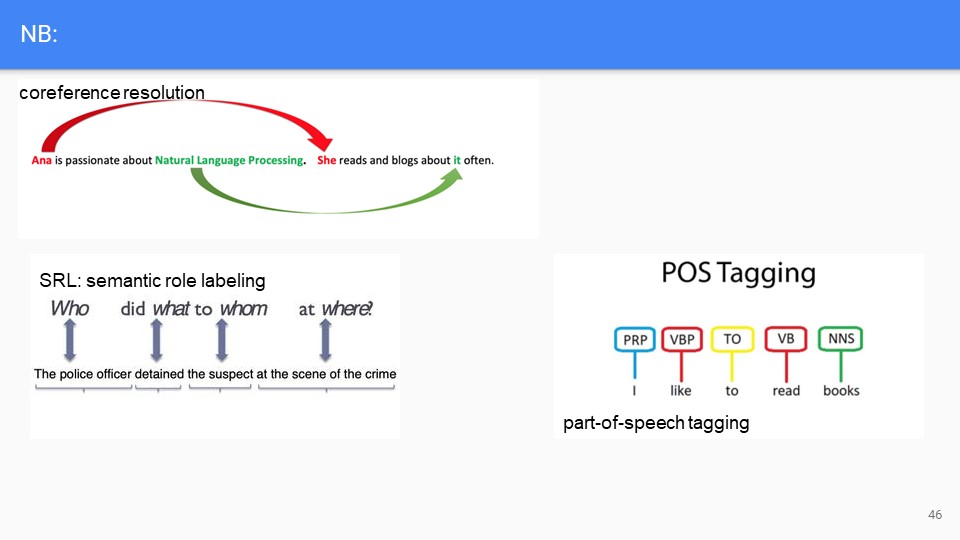 NB:
coreference resolution
Ana is passionate about Natural Language Processing. She reads and blogs about it often.
SRL: semantic role labeling
Who did what to whom at where?
The police officer detained the suspect at the scene of the crime
POS Tagging
PRP VBP TO VB NNS
I like to read books
part-of-speech tagging
46